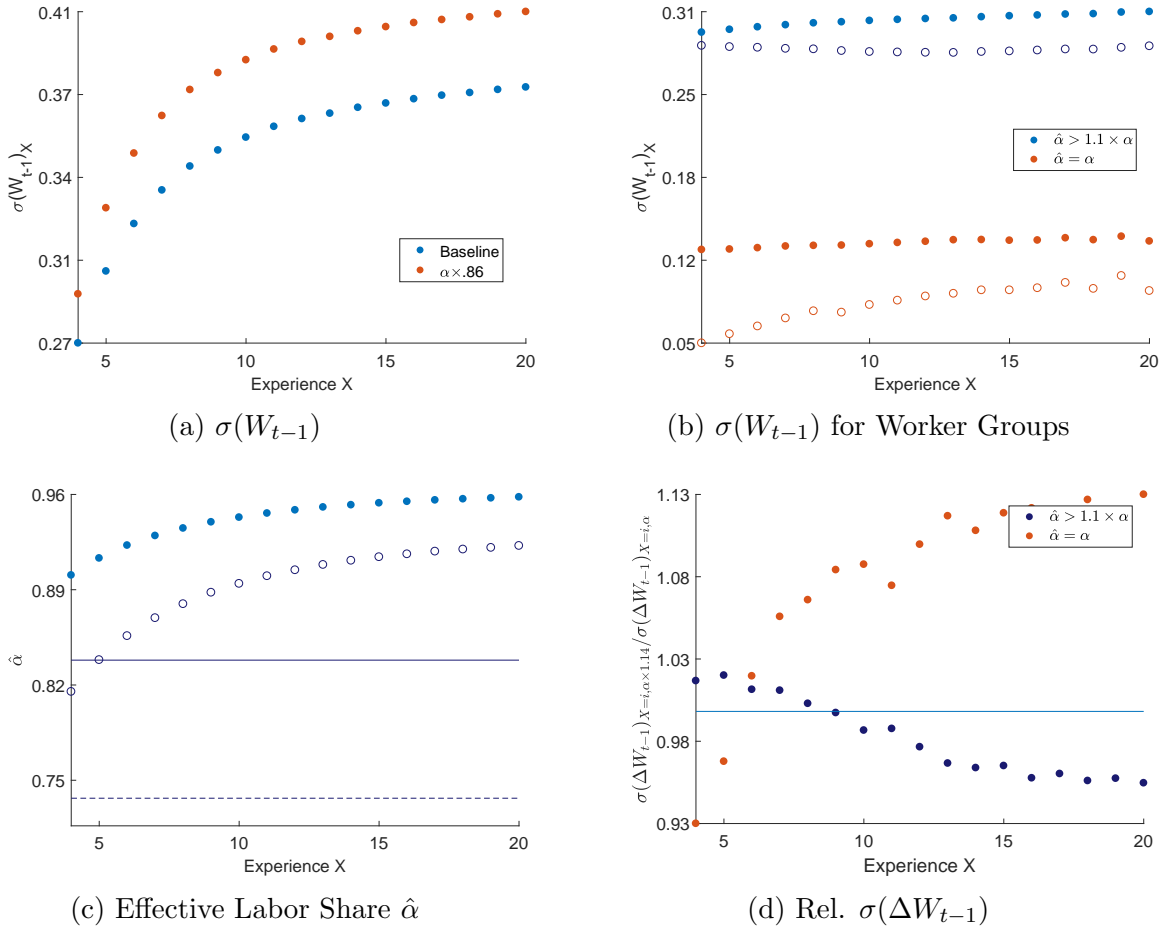 0.41
0.37
0.34
0.31
0.27
σ(W_{t-1})_X
5 10 15 20
Experience X
Baseline
α×.86
(a) σ(W_{t−1})
0.31
0.25
0.18
0.12
0.05
σ(W_{t-1})_X
5 10 15 20
Experience X
α̂ > 1.1 × α
α̂ = α
(b) σ(W_{t−1}) for Worker Groups
0.96
0.89
0.82
0.75
α̂
5 10 15 20
Experience X
(c) Effective Labor Share α̂
1.13
1.08
1.03
0.98
0.93
σ(ΔW_{t−1})_{X=i,α×1.14}/σ(ΔW_{t−1})_{X=i,α}
5 10 15 20
Experience X
α̂ > 1.1 × α
α̂ = α
(d) Rel. σ(ΔW_{t−1})